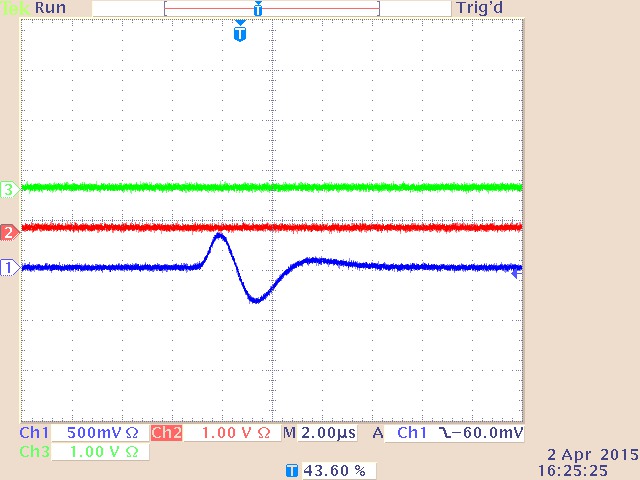 Tek Run Trig'd
T
T
3
2
1
Ch1 500mV Ω Ch2 1.00 V Ω M 2.00µs A Ch1 ∖−60.0mV
Ch3 1.00 V Ω
T 43.60 %
2 Apr 2015
16:25:25